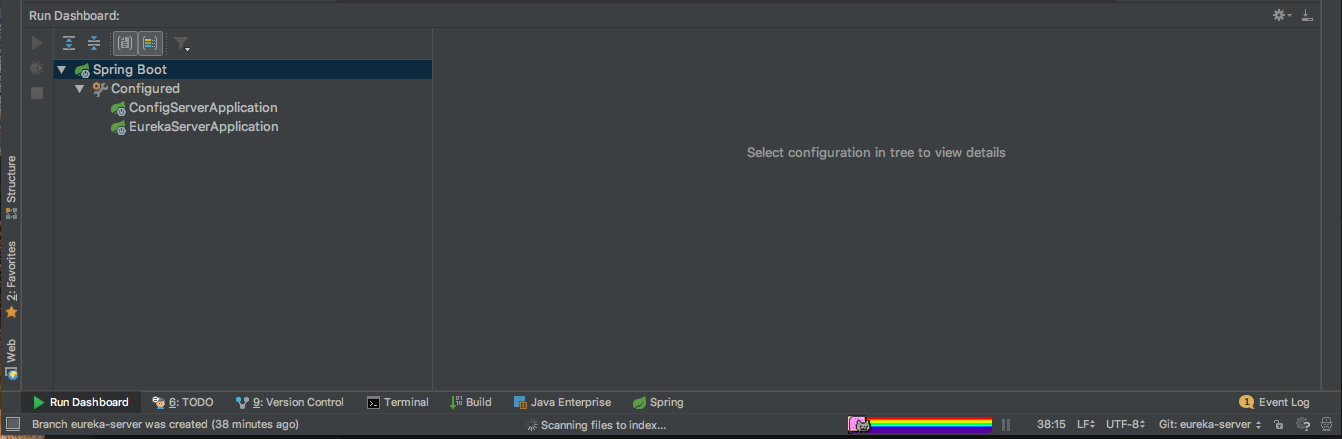 Run Dashboard:
Spring Boot
Configured
ConfigServerApplication
EurekaServerApplication
Select configuration in tree to view details
Structure
2: Favorites
Web
Run Dashboard 6: TODO 9: Version Control Terminal Build Java Enterprise Spring 1 Event Log
Branch eureka-server was created (38 minutes ago) Scanning files to index... 38:15 LF UTF-8 Git: eureka-server